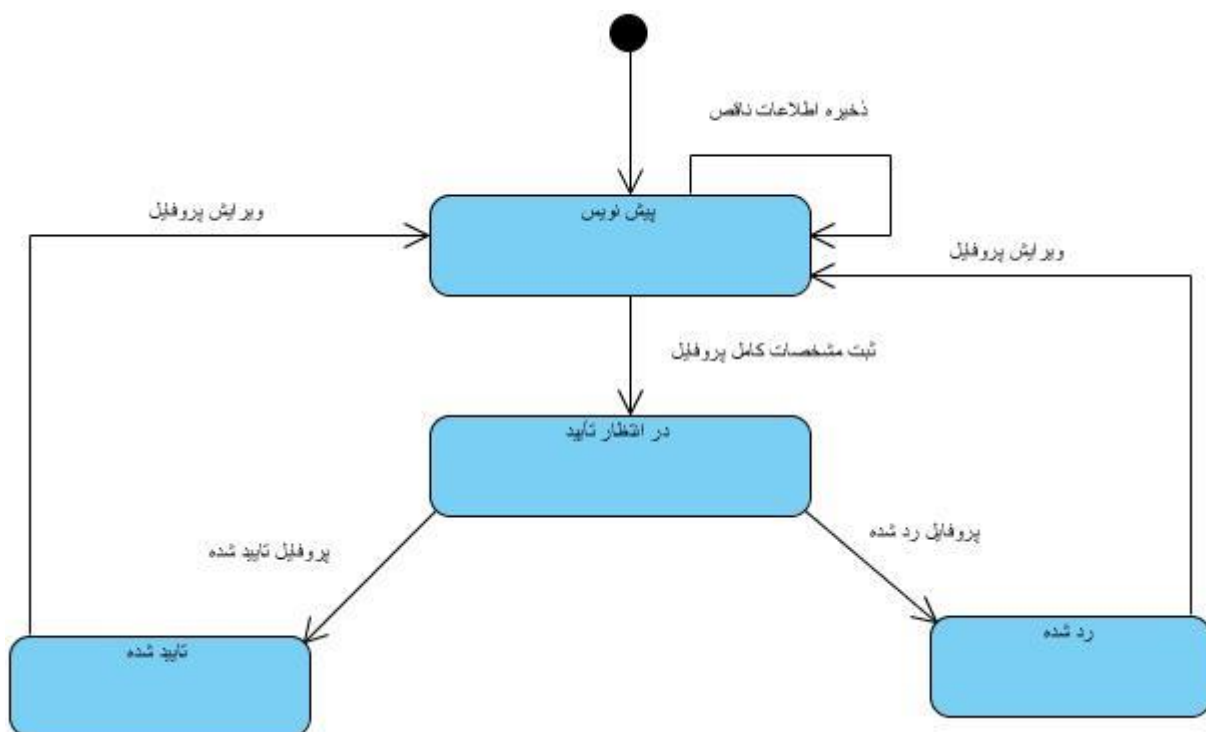 ذخیره اطلاعات ناقص
پیش نویس
ویرایش پروفایل
ویرایش پروفایل
ثبت مشخصات کامل پروفایل
در انتظار تأیید
پروفایل رد شده
پروفایل تایید شده
رد شده
تایید شده